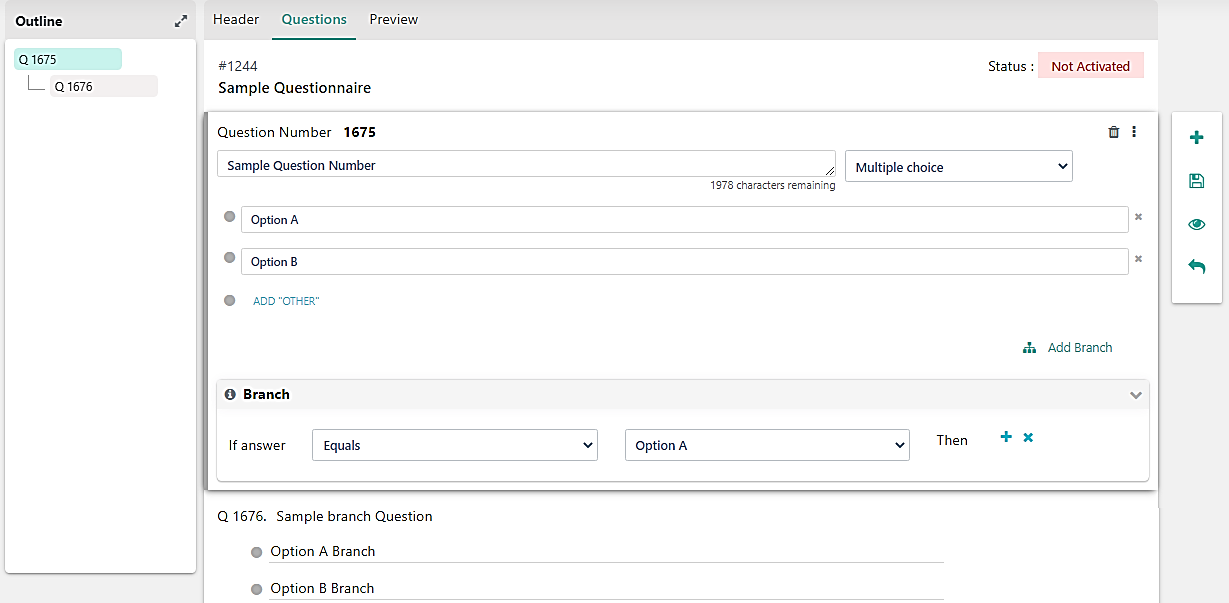 Outline
Q 1675
Q 1676
Header Questions Preview
#1244
Status : Not Activated
Sample Questionnaire
Question Number 1675
Sample Question Number
Multiple choice
1978 characters remaining
Option A
Option B
ADD "OTHER"
Add Branch
Branch
If answer Equals Option A Then
Q 1676. Sample branch Question
Option A Branch
Option B Branch